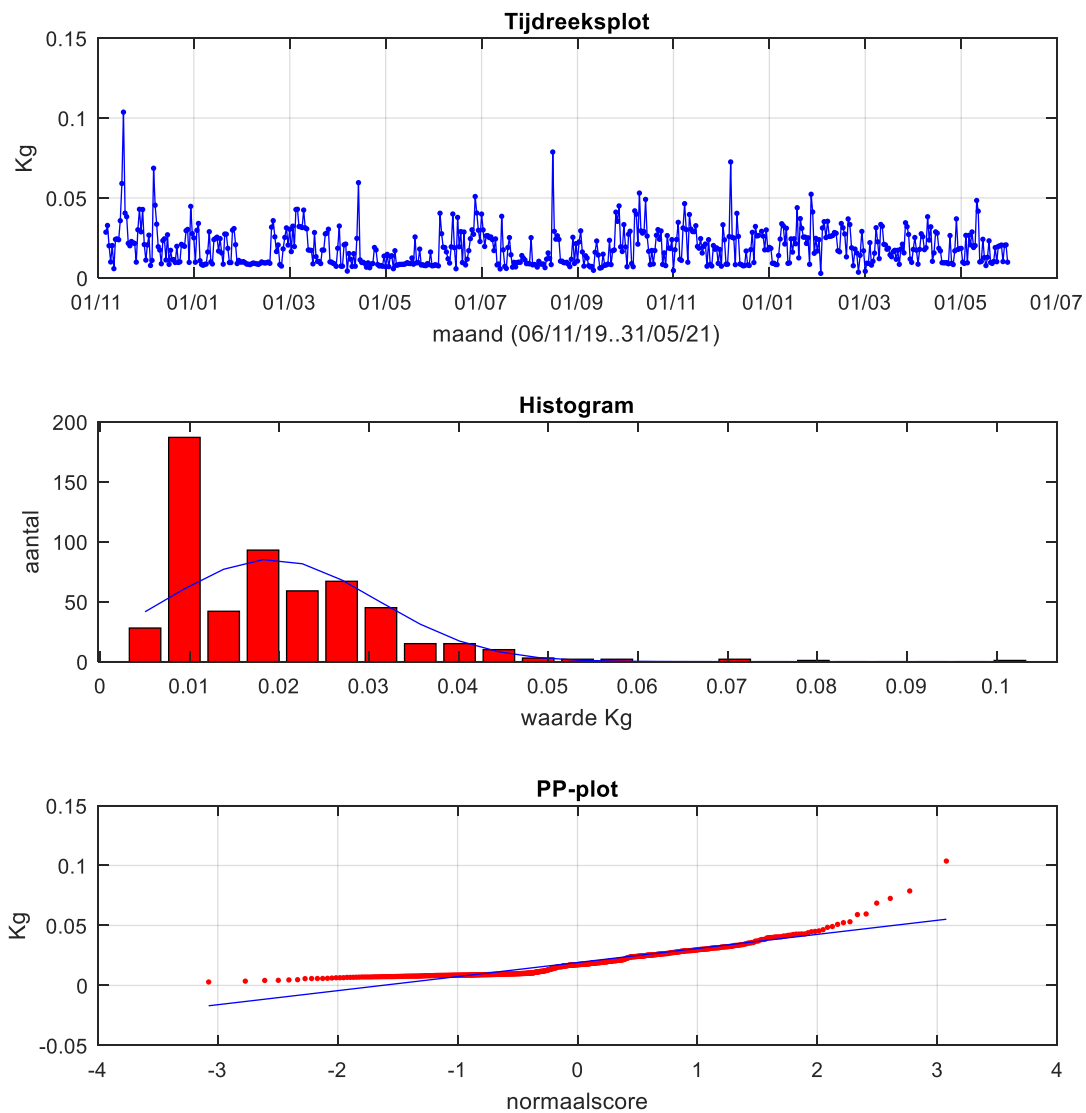 Tijdreeksplot
0.15
0.1
0.05
0
Kg
01/11 01/01 01/03 01/05 01/07 01/09 01/11 01/01 01/03 01/05 01/07
maand (06/11/19..31/05/21)
Histogram
200
150
100
50
0
aantal
0 0.01 0.02 0.03 0.04 0.05 0.06 0.07 0.08 0.09 0.1
waarde Kg
PP-plot
0.15
0.1
0.05
0
-0.05
Kg
-4 -3 -2 -1 0 1 2 3 4
normaalscore